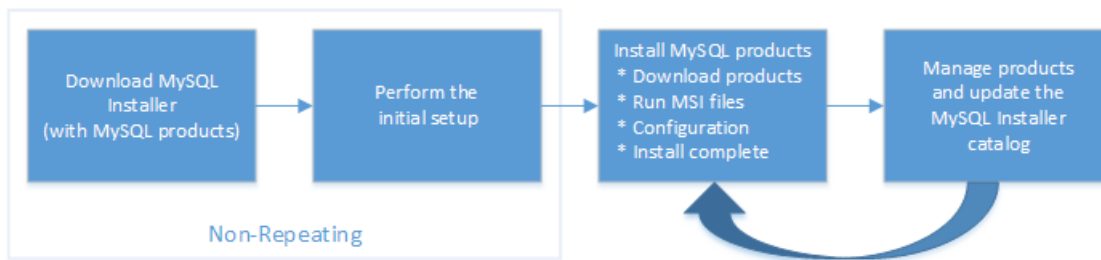 Download MySQL
Installer
(with MySQL products)
Perform the
initial setup
Install MySQL products
* Download products
* Run MSI files
* Configuration
* Install complete
Manage products
and update the
MySQL Installer
catalog
Non-Repeating